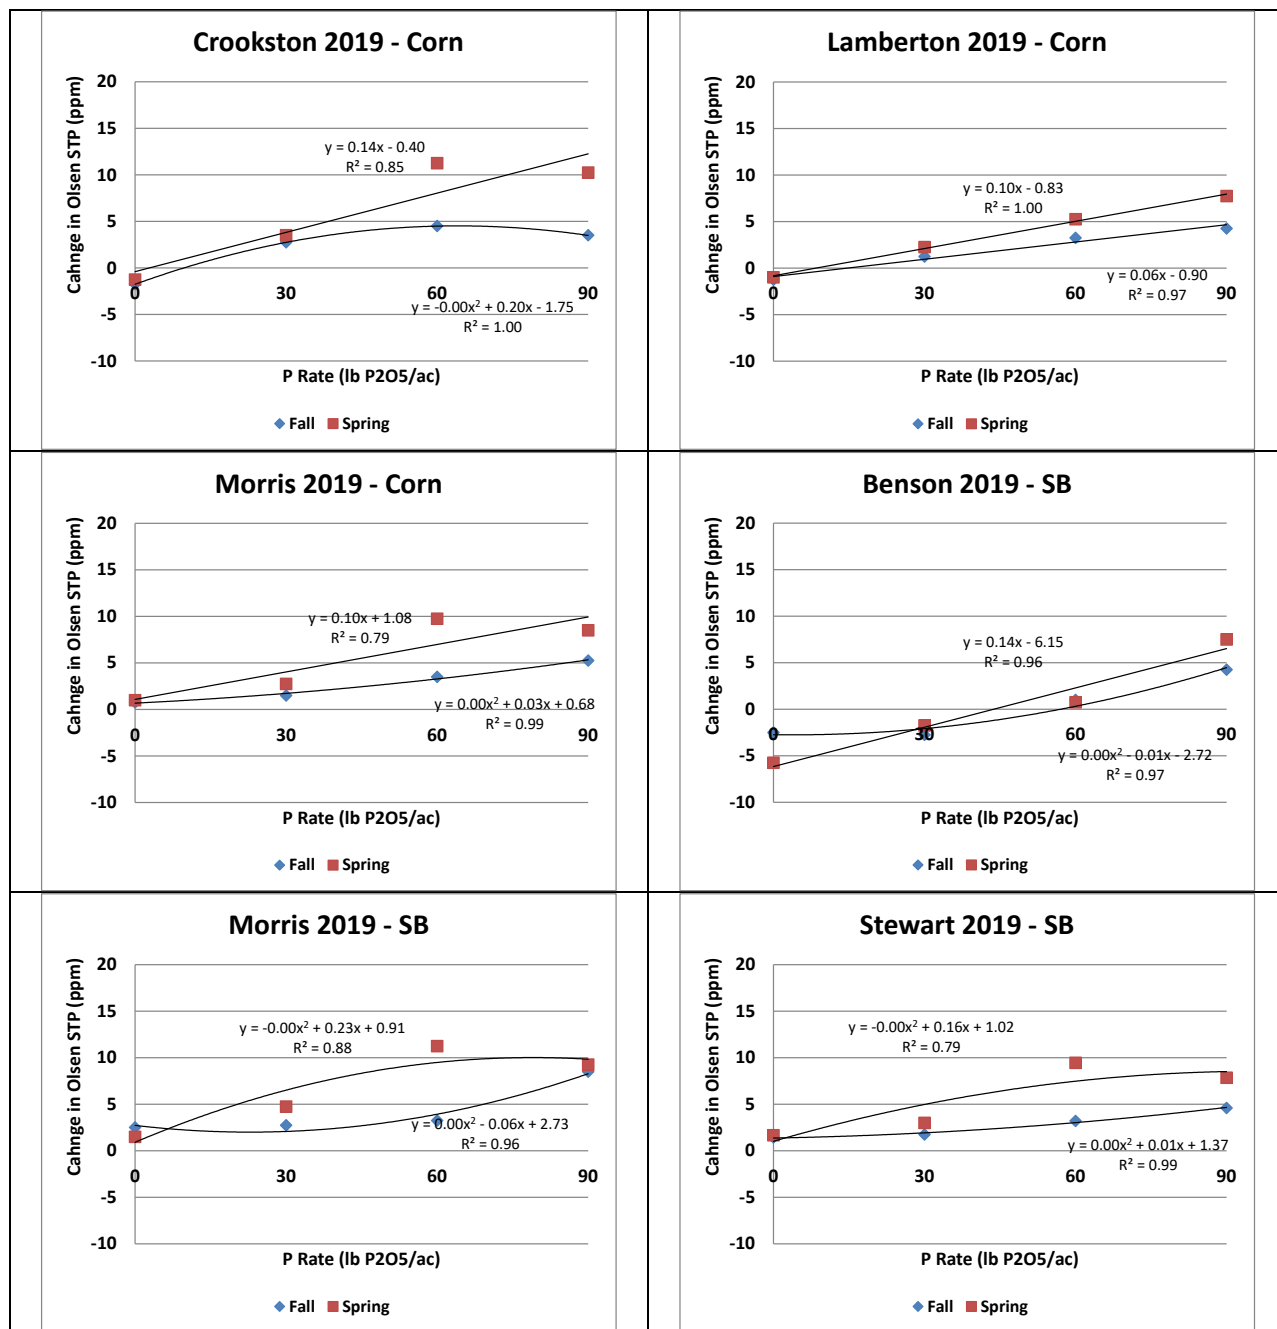 Crookston 2019 - Corn
Cahnge in Olsen STP (ppm)
20
15
10
5
0
-5
-10
y = 0.14x - 0.40
R² = 0.85
y = -0.00x² + 0.20x - 1.75
R² = 1.00
0 30 60 90
P Rate (lb P2O5/ac)
Fall Spring
Lamberton 2019 - Corn
Cahnge in Olsen STP (ppm)
20
15
10
5
0
-5
-10
y = 0.10x - 0.83
R² = 1.00
y = 0.06x - 0.90
R² = 0.97
0 30 60 90
P Rate (lb P2O5/ac)
Fall Spring
Morris 2019 - Corn
Cahnge in Olsen STP (ppm)
20
15
10
5
0
-5
-10
y = 0.10x + 1.08
R² = 0.79
y = 0.00x² + 0.03x + 0.68
R² = 0.99
0 30 60 90
P Rate (lb P2O5/ac)
Fall Spring
Benson 2019 - SB
Cahnge in Olsen STP (ppm)
20
15
10
5
0
-5
-10
y = 0.14x - 6.15
R² = 0.96
y = 0.00x² - 0.01x - 2.72
R² = 0.97
0 30 60 90
P Rate (lb P2O5/ac)
Fall Spring
Morris 2019 - SB
Cahnge in Olsen STP (ppm)
20
15
10
5
0
-5
-10
y = -0.00x² + 0.23x + 0.91
R² = 0.88
y = 0.00x² - 0.06x + 2.73
R² = 0.96
0 30 60 90
P Rate (lb P2O5/ac)
Fall Spring
Stewart 2019 - SB
Cahnge in Olsen STP (ppm)
20
15
10
5
0
-5
-10
y = -0.00x² + 0.16x + 1.02
R² = 0.79
y = 0.00x² + 0.01x + 1.37
R² = 0.99
0 30 60 90
P Rate (lb P2O5/ac)
Fall Spring